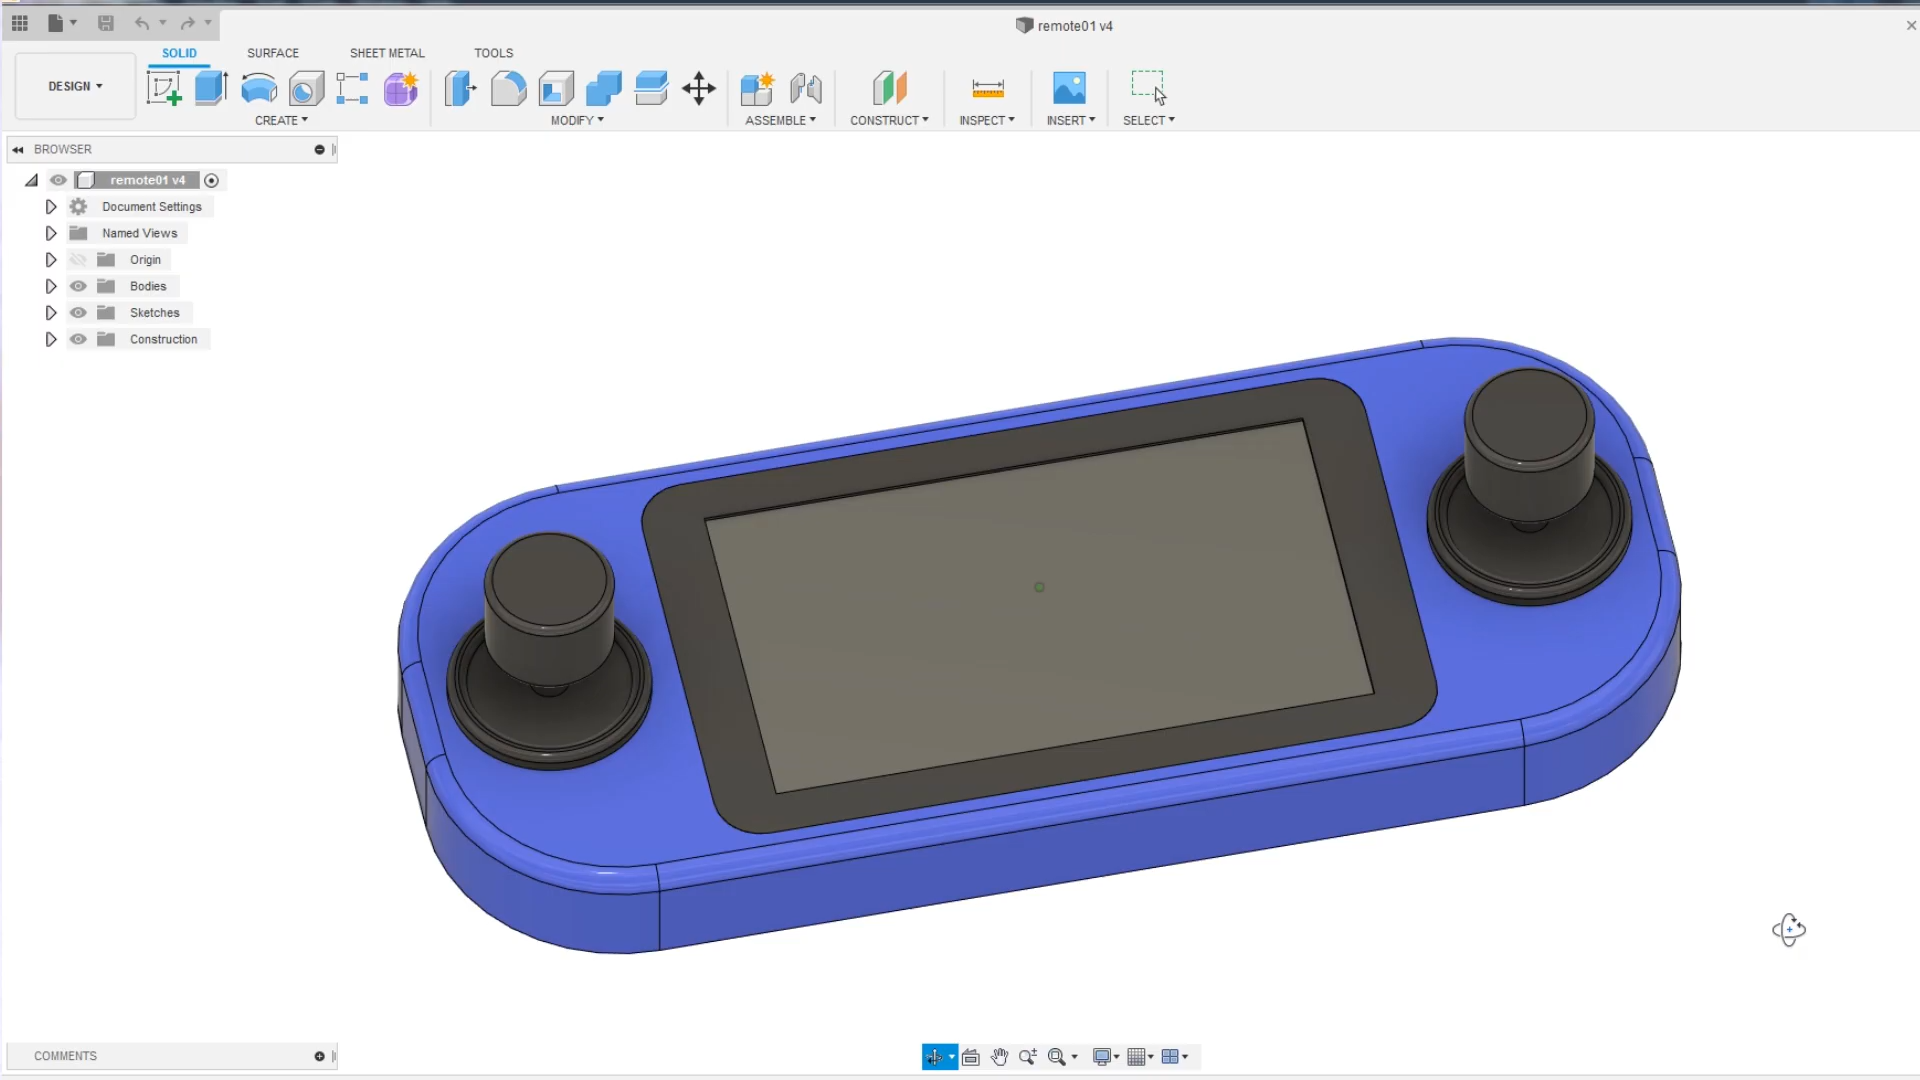 remote01 v4
SOLID
SURFACE
SHEET METAL
TOOLS
DESIGN
CREATE
MODIFY
ASSEMBLE
CONSTRUCT
INSPECT
INSERT
SELECT
BROWSER
remote01 v4
Document Settings
Named Views
Origin
Bodies
Sketches
Construction
COMMENTS